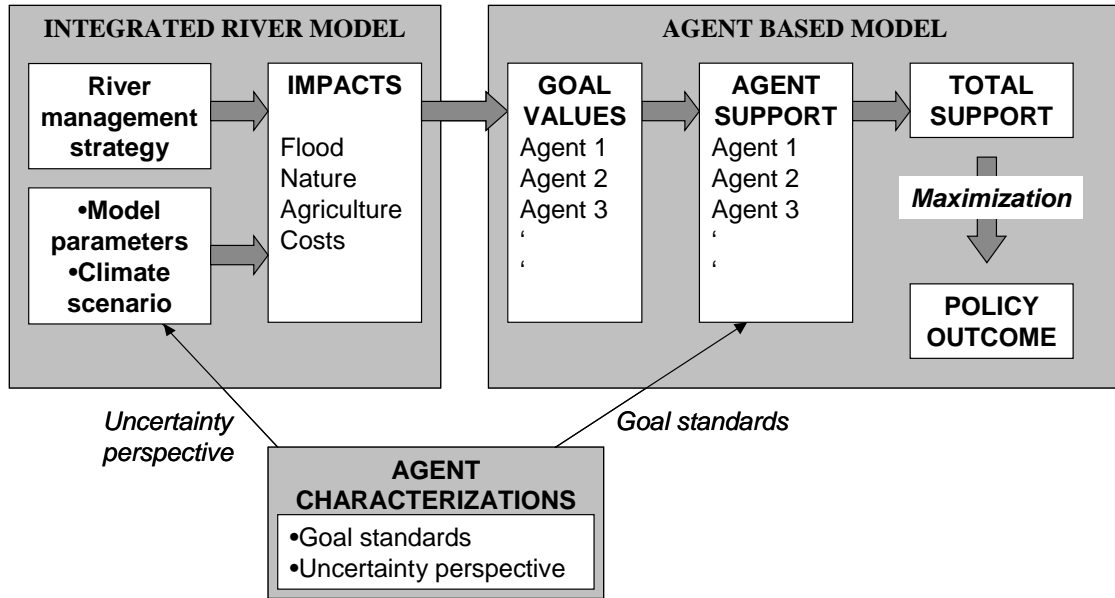 INTEGRATED RIVER MODEL
River
management
strategy
•Model
parameters
•Climate
scenario
IMPACTS
Flood
Nature
Agriculture
Costs
AGENT BASED MODEL
GOAL
VALUES
Agent 1
Agent 2
Agent 3
‘
‘
AGENT
SUPPORT
Agent 1
Agent 2
Agent 3
‘
‘
TOTAL
SUPPORT
Maximization
POLICY
OUTCOME
Uncertainty
perspective
Goal standards
AGENT
CHARACTERIZATIONS
•Goal standards
•Uncertainty perspective